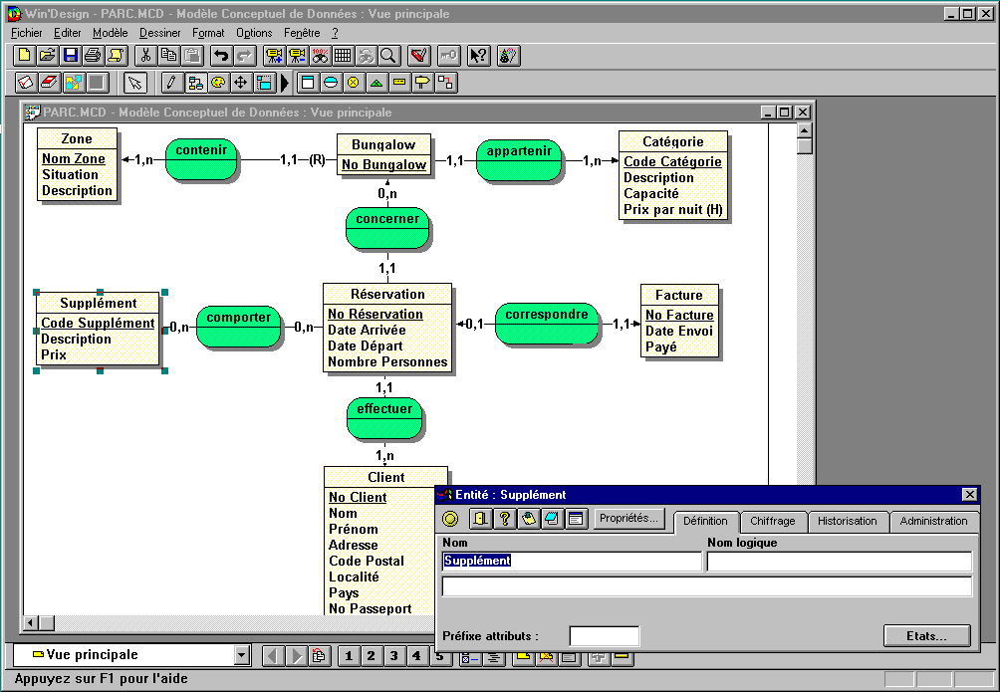 Win'Design - PARC.MCD - Modèle Conceptuel de Données : Vue principale
Fichier Editer Modèle Dessiner Format Options Fenêtre ?
PARC.MCD - Modèle Conceptuel de Données : Vue principale
Zone
Nom Zone
Situation
Description
1,n
contenir
1,1
(R)
Bungalow
No Bungalow
1,1
appartenir
1,n
Catégorie
Code Catégorie
Description
Capacité
Prix par nuit (H)
0,n
concerner
1,1
Supplément
Code Supplément
Description
Prix
0,n
comporter
0,n
Réservation
No Réservation
Date Arrivée
Date Départ
Nombre Personnes
0,1
correspondre
1,1
Facture
No Facture
Date Envoi
Payé
1,1
effectuer
1,n
Client
No Client
Nom
Prénom
Adresse
Code Postal
Localité
Pays
No Passeport
Entité : Supplément
Propriétés...
Définition Chiffrage Historisation Administration
Nom Nom logique
Supplément
Préfixe attributs :
Etats...
Vue principale
1 2 3 4 5
Appuyez sur F1 pour l'aide